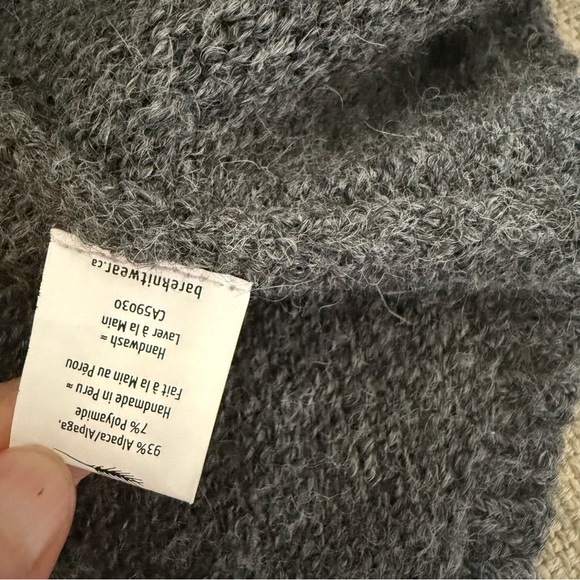 93% Alpaca/Alpaga,
7% Polyamide
Handmade in Peru =
Fait à la Main au Pérou
Handwash =
Laver à la Main
CA59030
bareknitwear.ca